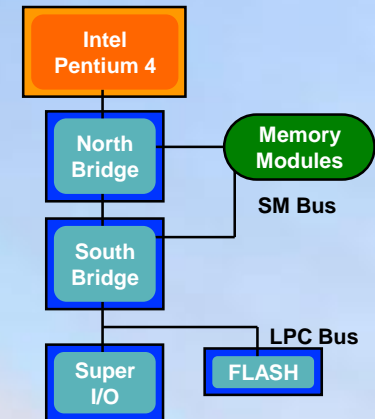 Intel
Pentium 4
North
Bridge
Memory
Modules
SM Bus
South
Bridge
LPC Bus
Super
I/O
FLASH